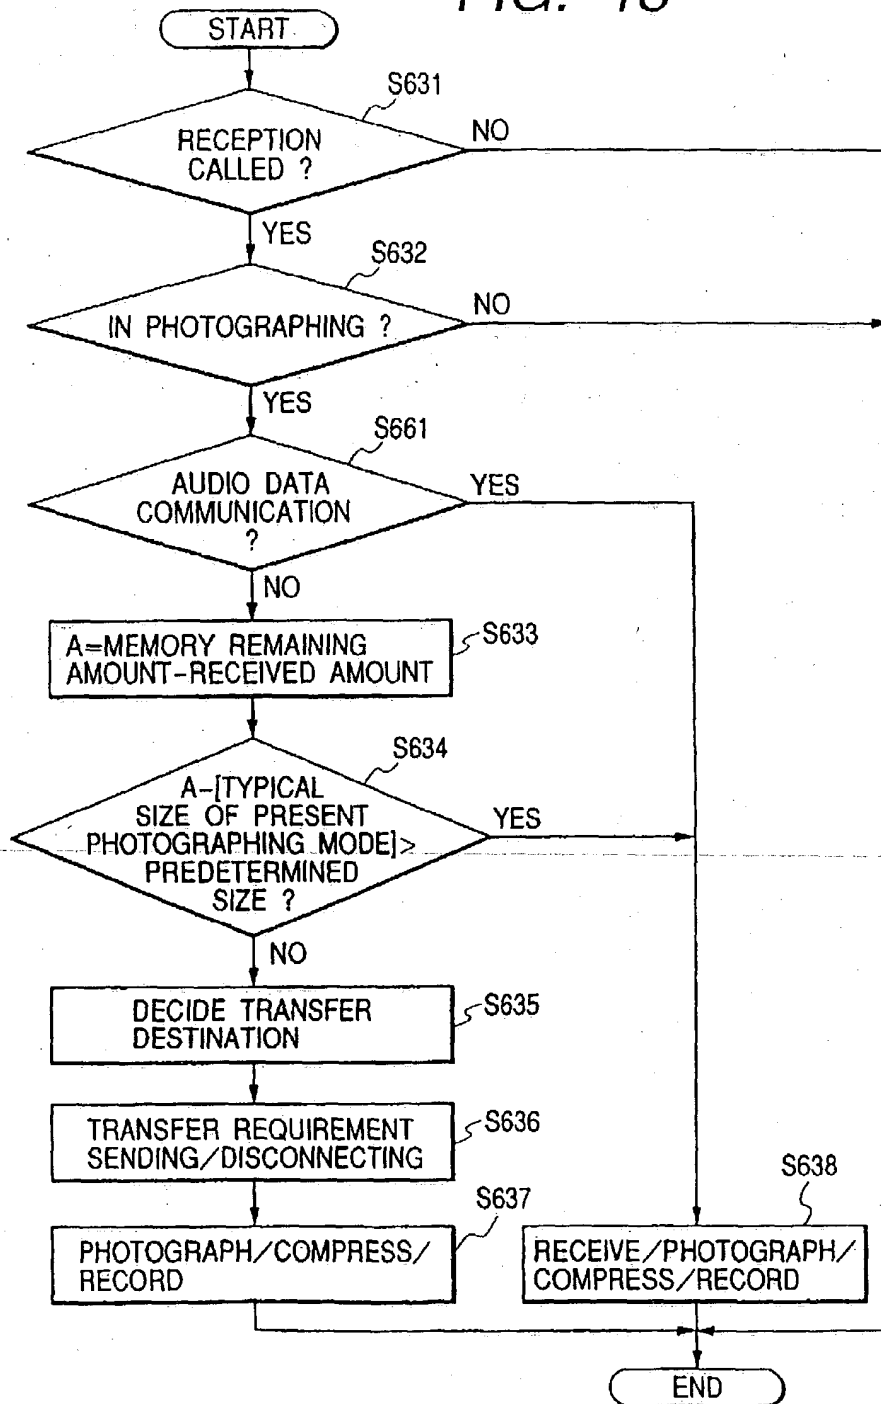 START
S631
RECEPTION
CALLED ?
NO
YES
S632
IN PHOTOGRAPHING ?
NO
YES
S661
AUDIO DATA
COMMUNICATION
?
YES
NO
S633
A=MEMORY REMAINING
AMOUNT-RECEIVED AMOUNT
S634
A-[TYPICAL
SIZE OF PRESENT
PHOTOGRAPHING MODE]>
PREDETERMINED
SIZE ?
YES
NO
S635
DECIDE TRANSFER
DESTINATION
S636
TRANSFER REQUIREMENT
SENDING/DISCONNECTING
S637
PHOTOGRAPH/COMPRESS/
RECORD
S638
RECEIVE/PHOTOGRAPH/
COMPRESS/RECORD
END